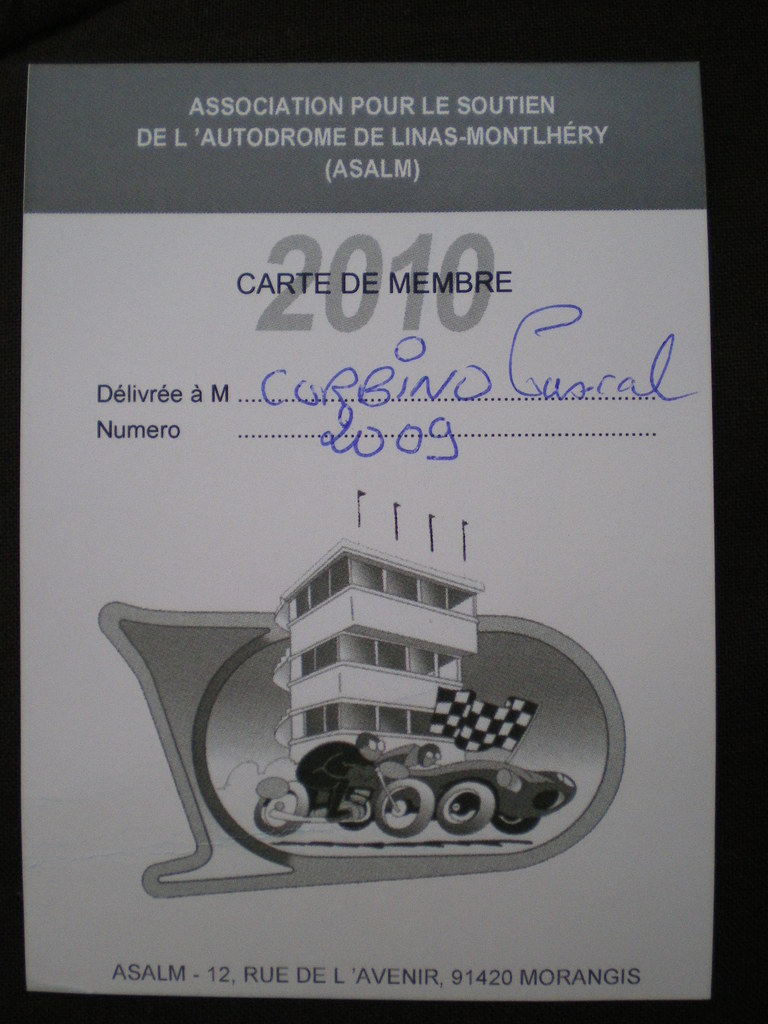 ASSOCIATION POUR LE SOUTIEN
DE L 'AUTODROME DE LINAS-MONTLHÉRY
(ASALM)
2010
CARTE DE MEMBRE
Délivrée à M CORBINO Pascal
Numero 2009
ASALM - 12, RUE DE L 'AVENIR, 91420 MORANGIS